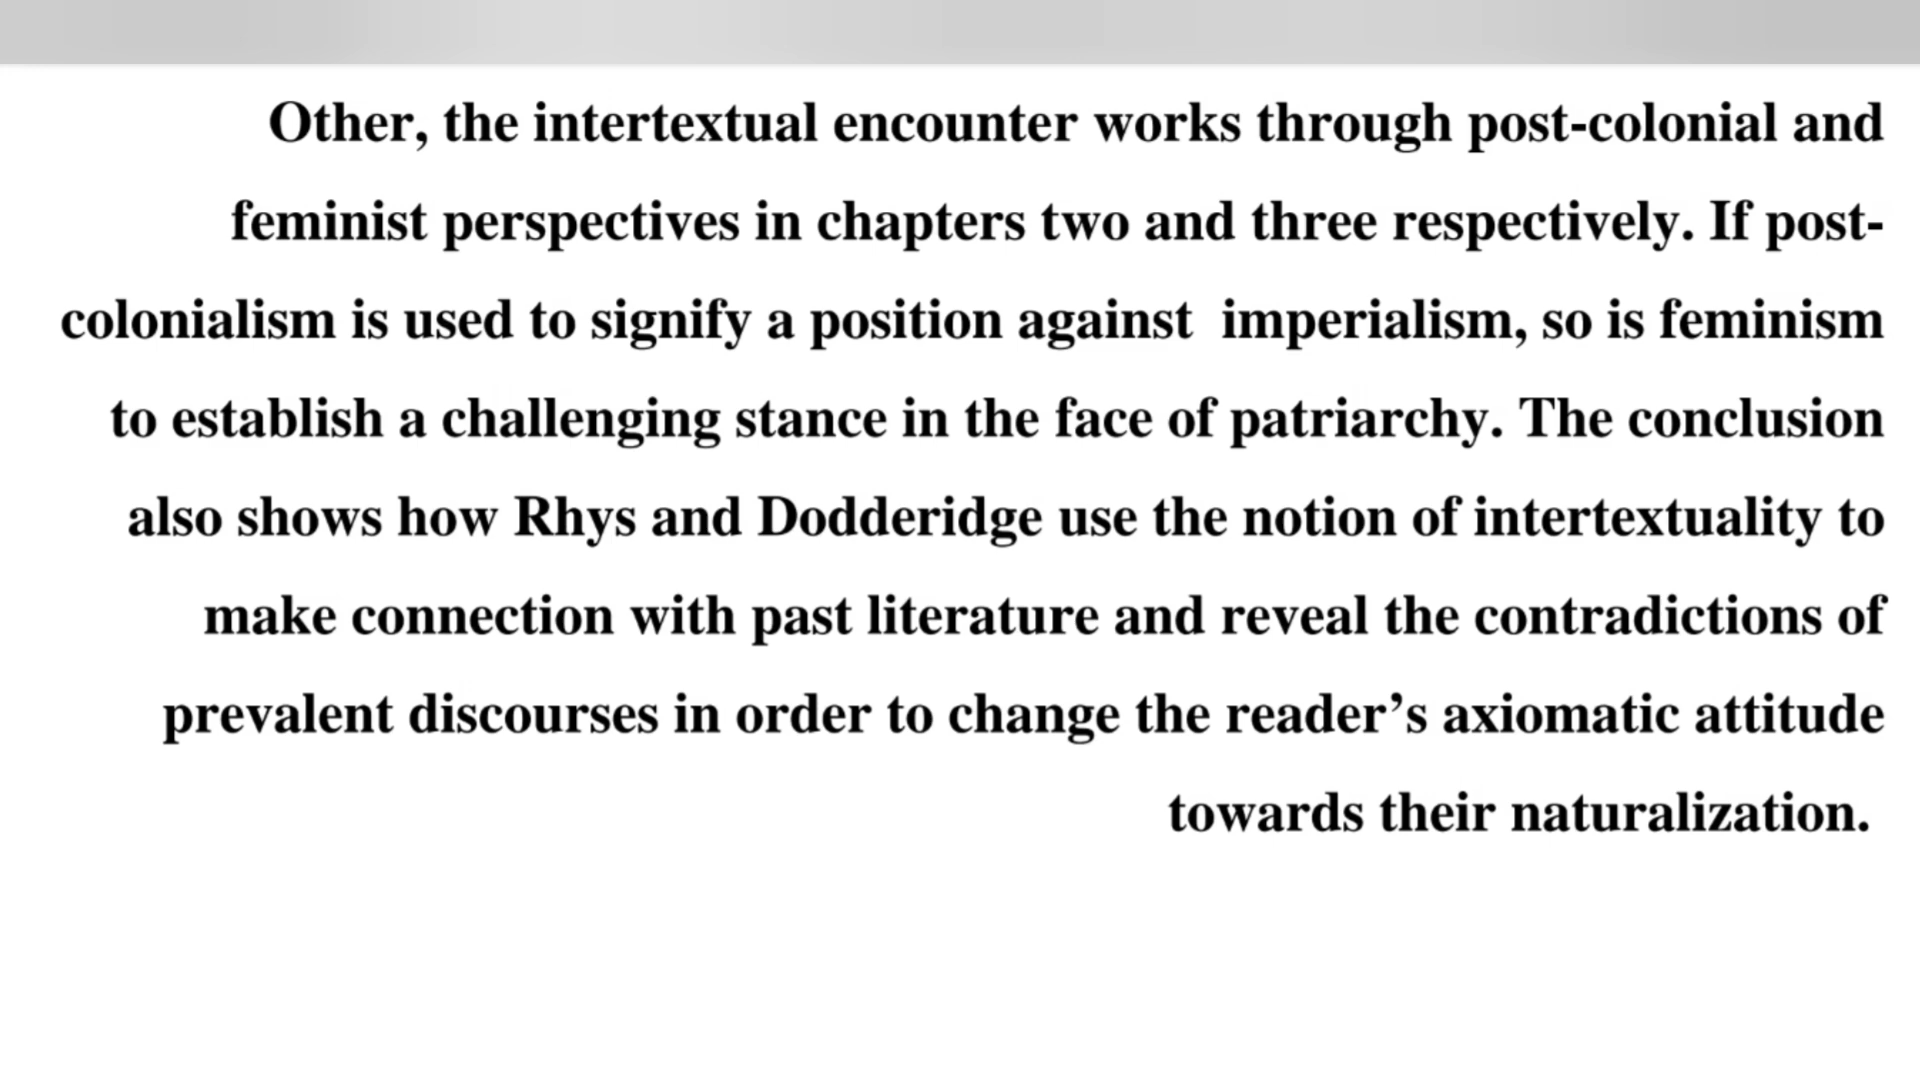 Other, the intertextual encounter works through post-colonial and
feminist perspectives in chapters two and three respectively. If post-
colonialism is used to signify a position against  imperialism, so is feminism
to establish a challenging stance in the face of patriarchy. The conclusion
also shows how Rhys and Dodderidge use the notion of intertextuality to
make connection with past literature and reveal the contradictions of
prevalent discourses in order to change the reader’s axiomatic attitude
towards their naturalization.